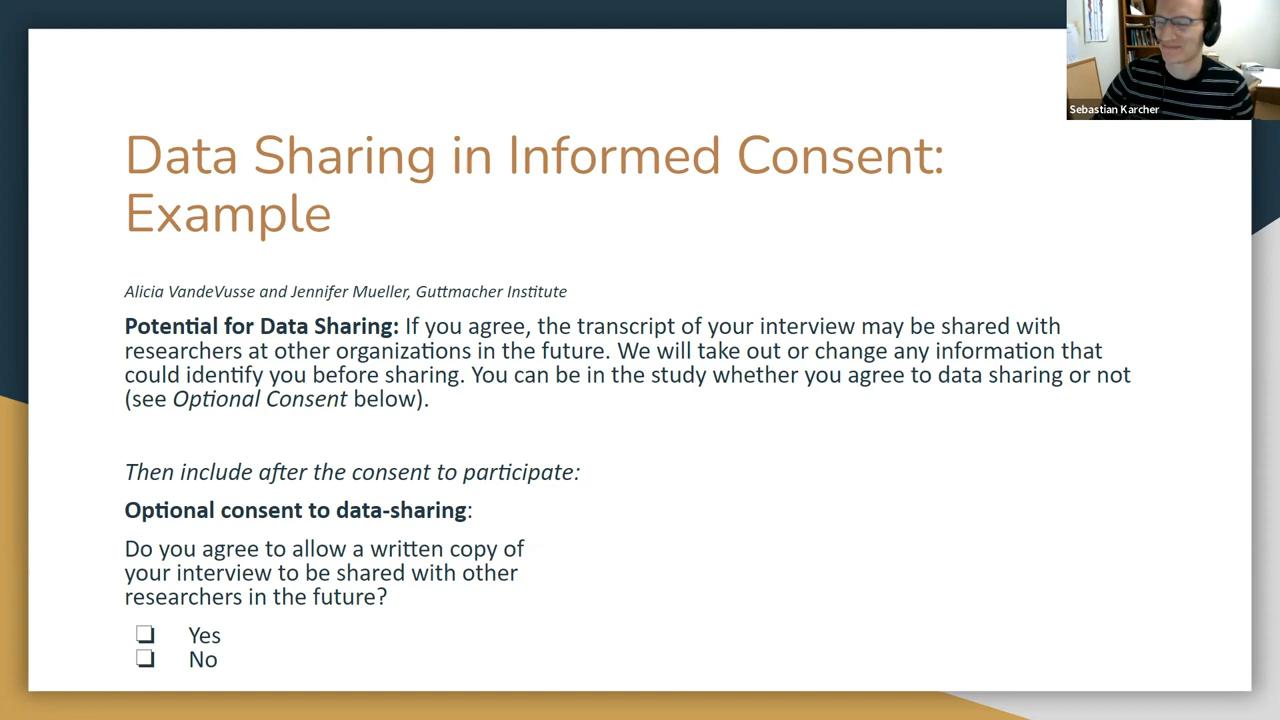 Sebastian Karcher
Data Sharing in Informed Consent:
Example
Alicia VandeVusse and Jennifer Mueller, Guttmacher Institute
Potential for Data Sharing: If you agree, the transcript of your interview may be shared with
researchers at other organizations in the future. We will take out or change any information that
could identify you before sharing. You can be in the study whether you agree to data sharing or not
(see Optional Consent below).
Then include after the consent to participate:
Optional consent to data-sharing:
Do you agree to allow a written copy of
your interview to be shared with other
researchers in the future?
❏ Yes
❏ No